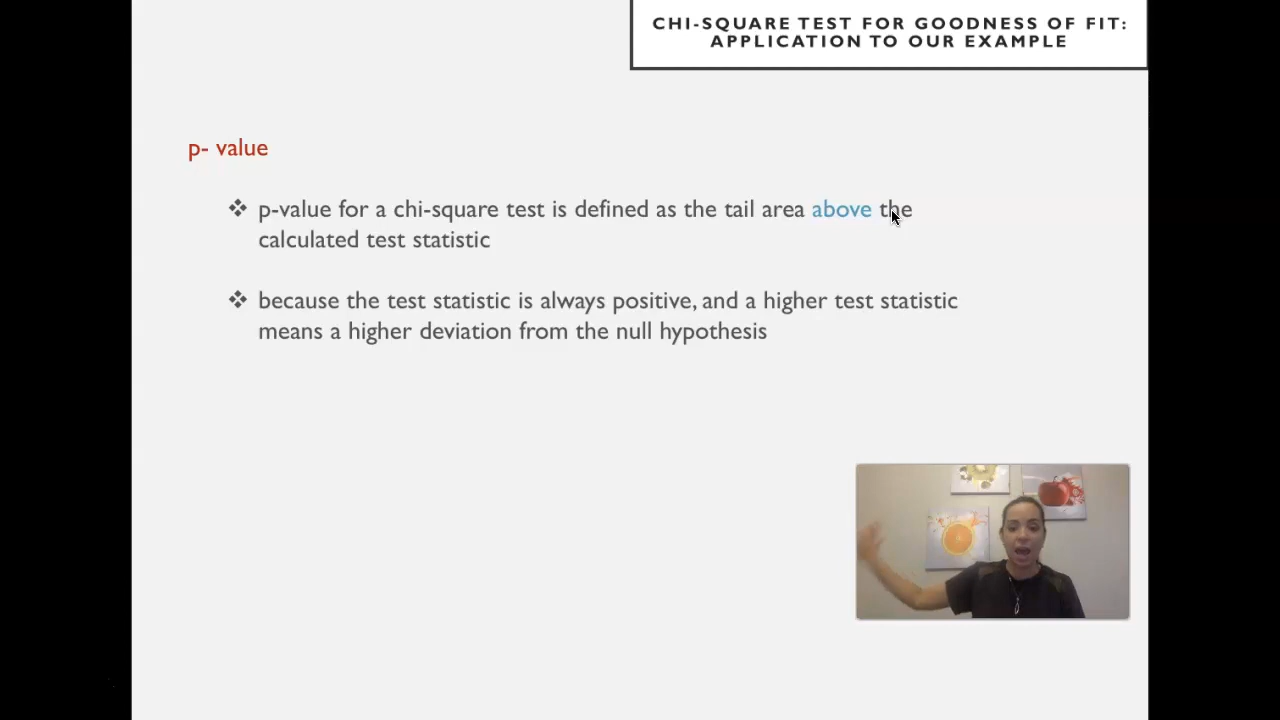 CHI-SQUARE TEST FOR GOODNESS OF FIT:
APPLICATION TO OUR EXAMPLE
p- value
❖ p-value for a chi-square test is defined as the tail area above the
calculated test statistic
❖ because the test statistic is always positive, and a higher test statistic
means a higher deviation from the null hypothesis